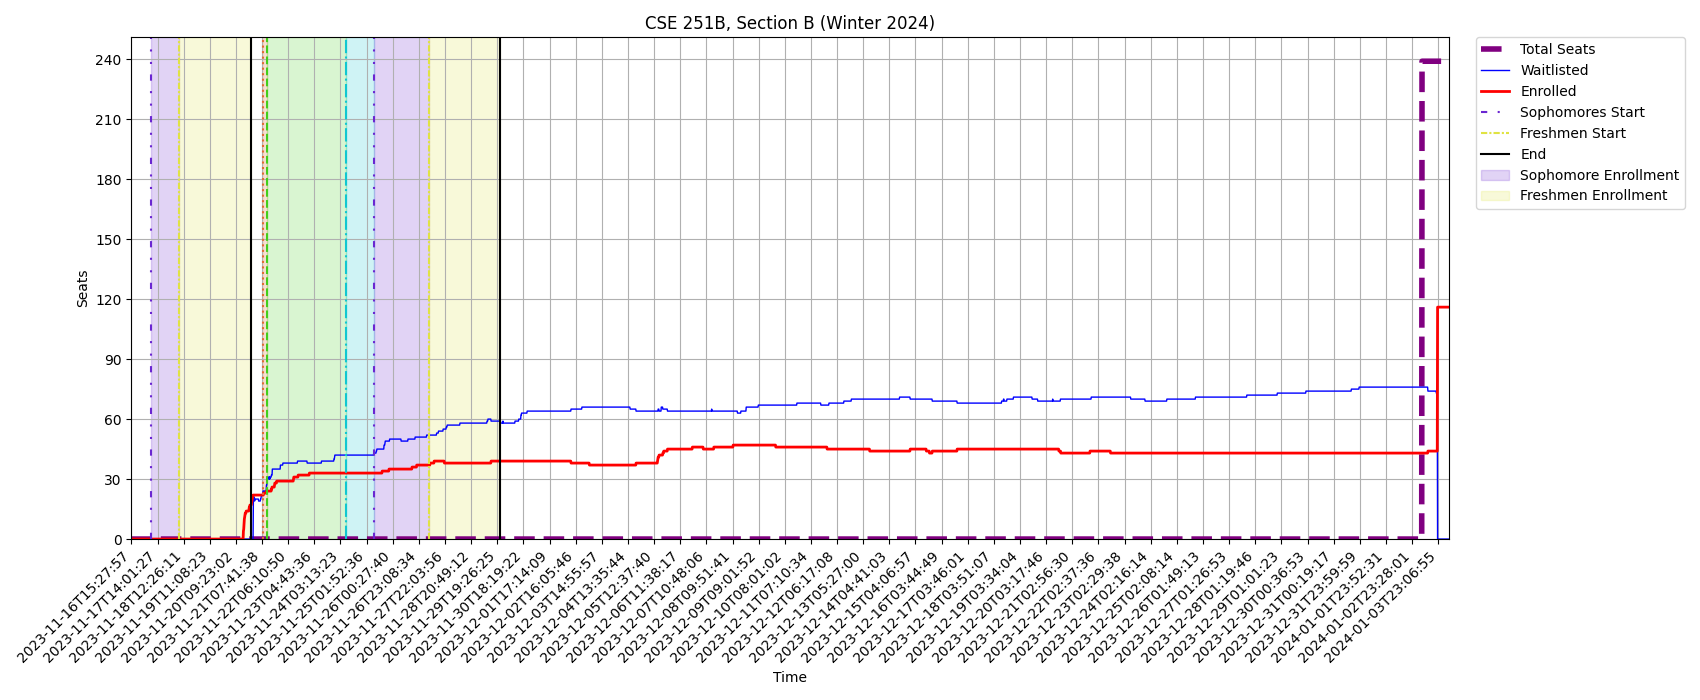 CSE 251B, Section B (Winter 2024)
Seats
240
210
180
150
120
90
60
30
0
Total Seats
Waitlisted
Enrolled
Sophomores Start
Freshmen Start
End
Sophomore Enrollment
Freshmen Enrollment
2023-11-16T15:27:57
2023-11-17T14:01:27
2023-11-18T12:26:11
2023-11-19T11:08:23
2023-11-20T09:23:02
2023-11-21T07:41:38
2023-11-22T06:10:50
2023-11-23T04:43:36
2023-11-24T03:13:23
2023-11-25T01:52:36
2023-11-26T00:27:40
2023-11-26T23:08:34
2023-11-27T22:03:56
2023-11-28T20:49:12
2023-11-29T19:26:25
2023-11-30T18:19:22
2023-12-01T17:14:09
2023-12-02T16:05:46
2023-12-03T14:55:57
2023-12-04T13:35:44
2023-12-05T12:37:40
2023-12-06T11:38:17
2023-12-07T10:48:06
2023-12-08T09:51:41
2023-12-09T09:01:52
2023-12-10T08:01:02
2023-12-11T07:10:34
2023-12-12T06:17:08
2023-12-13T05:27:00
2023-12-14T04:41:03
2023-12-15T04:06:57
2023-12-16T03:44:49
2023-12-17T03:46:01
2023-12-18T03:51:07
2023-12-19T03:34:04
2023-12-20T03:17:46
2023-12-21T02:56:30
2023-12-22T02:37:36
2023-12-23T02:29:38
2023-12-24T02:16:14
2023-12-25T02:08:14
2023-12-26T01:49:13
2023-12-27T01:26:53
2023-12-28T01:19:46
2023-12-29T01:01:23
2023-12-30T00:36:53
2023-12-31T00:19:17
2023-12-31T23:59:59
2024-01-01T23:52:31
2024-01-02T23:28:01
2024-01-03T23:06:55
Time